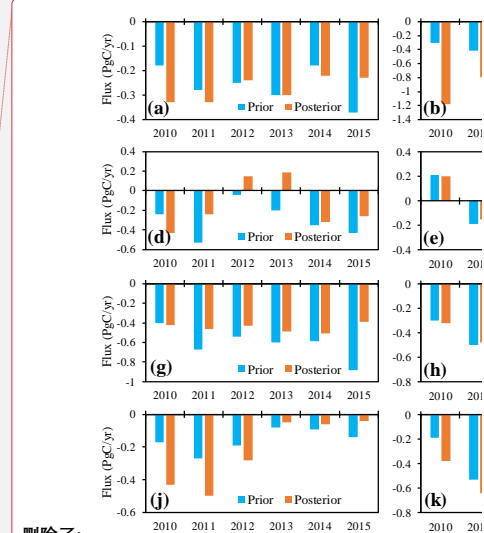 0 -0.1 -0.2 -0.3 -0.4
Flux (PgC/yr)
(a) Prior Posterior
2010 2011 2012 2013 2014 2015
0 -0.2 -0.4 -0.6 -0.8 -1 -1.2 -1.4
(b)
2010
0.4 0.2 0 -0.2 -0.4 -0.6
Flux (PgC/yr)
(d) Prior Posterior
2010 2011 2012 2013 2014 2015
0.4 0.2 0 -0.2 -0.4
(e)
2010
0 -0.2 -0.4 -0.6 -0.8 -1
Flux (PgC/yr)
(g) Prior Posterior
2010 2011 2012 2013 2014 2015
0 -0.2 -0.4 -0.6 -0.8
(h)
2010
0 -0.2 -0.4 -0.6
Flux (PgC/yr)
(j) Prior Posterior
2010 2011 2012 2013 2014 2015
0 -0.2 -0.4 -0.6 -0.8
(k)
2010